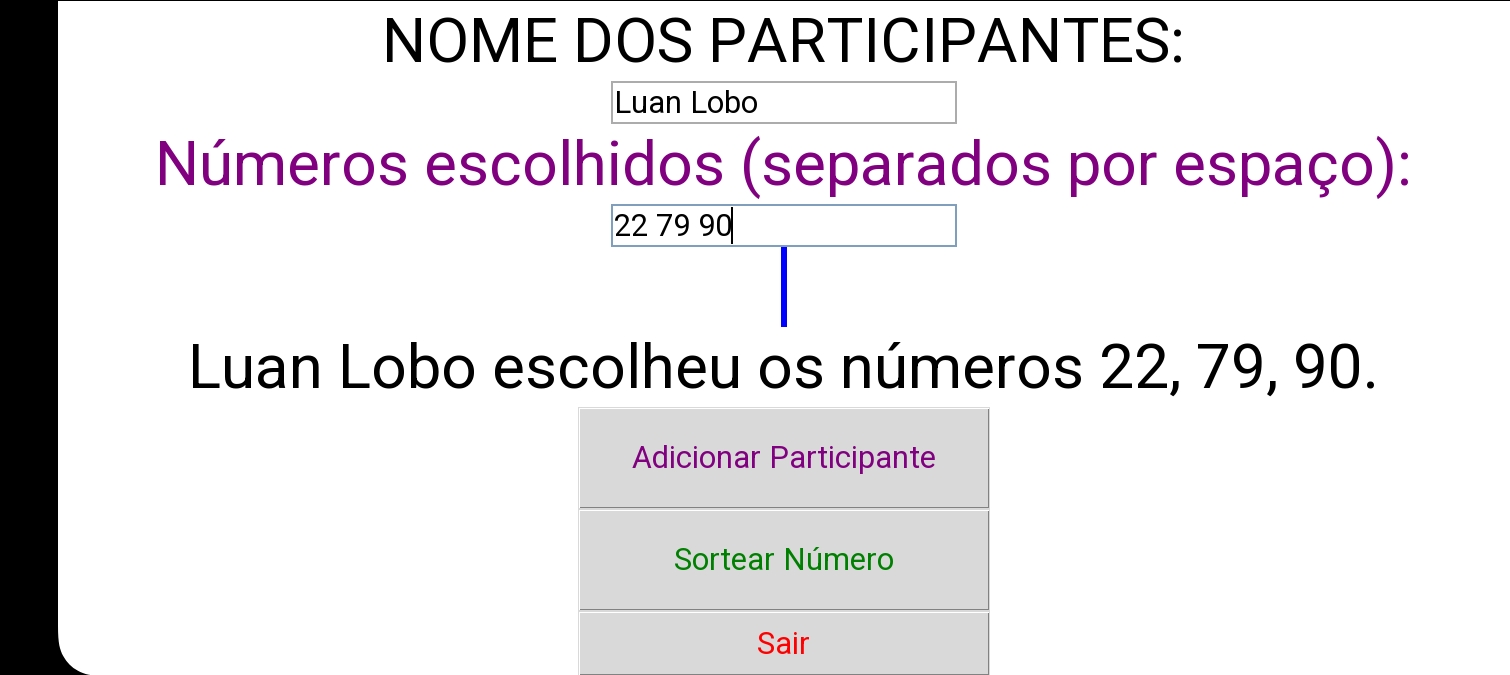 NOME DOS PARTICIPANTES:
Luan Lobo
Números escolhidos (separados por espaço):
22 79 90
Luan Lobo escolheu os números 22, 79, 90.
Adicionar Participante
Sortear Número
Sair